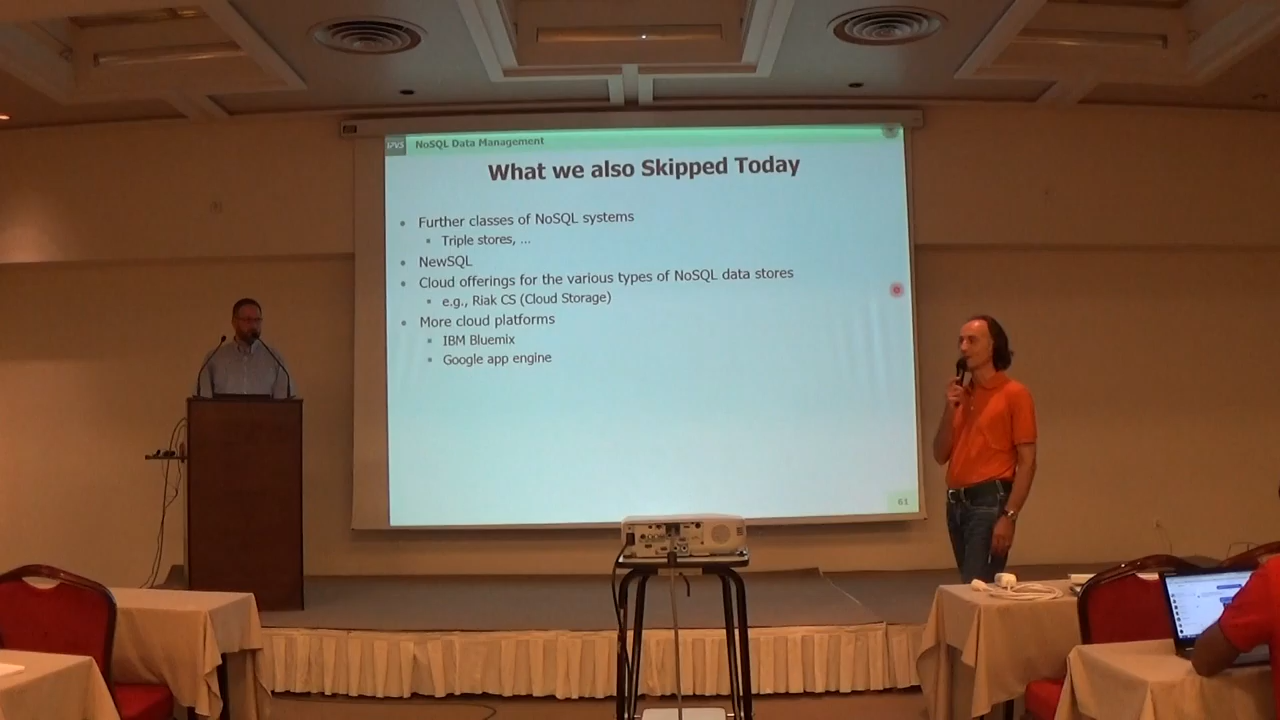 IPVS NoSQL Data Management
What we also Skipped Today
• Further classes of NoSQL systems
▪ Triple stores, ...
• NewSQL
• Cloud offerings for the various types of NoSQL data stores
▪ e.g., Riak CS (Cloud Storage)
• More cloud platforms
▪ IBM Bluemix
▪ Google app engine
61